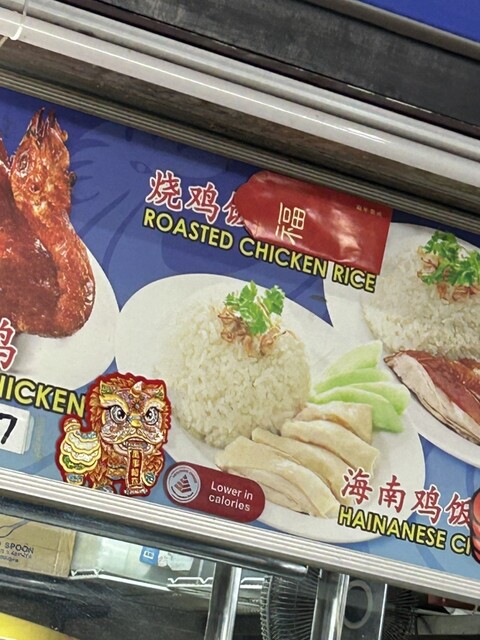 烧鸡饭
福
ROASTED CHICKEN RICE
鸡
HICKEN
7
Lower in
calories
海南鸡饭
HAINANESE C
SPOON